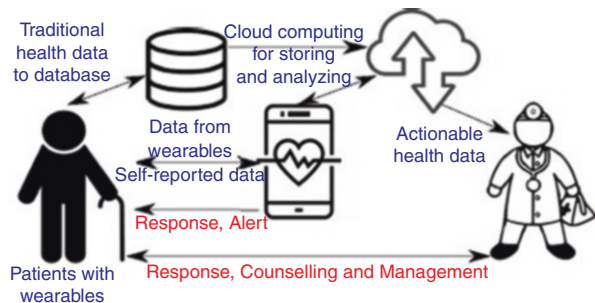 Traditional
health data
to database
Cloud computing
for storing
and analyzing
Data from
wearables
Self-reported data
Actionable
health data
Response, Alert
Response, Counselling and Management
Patients with
wearables